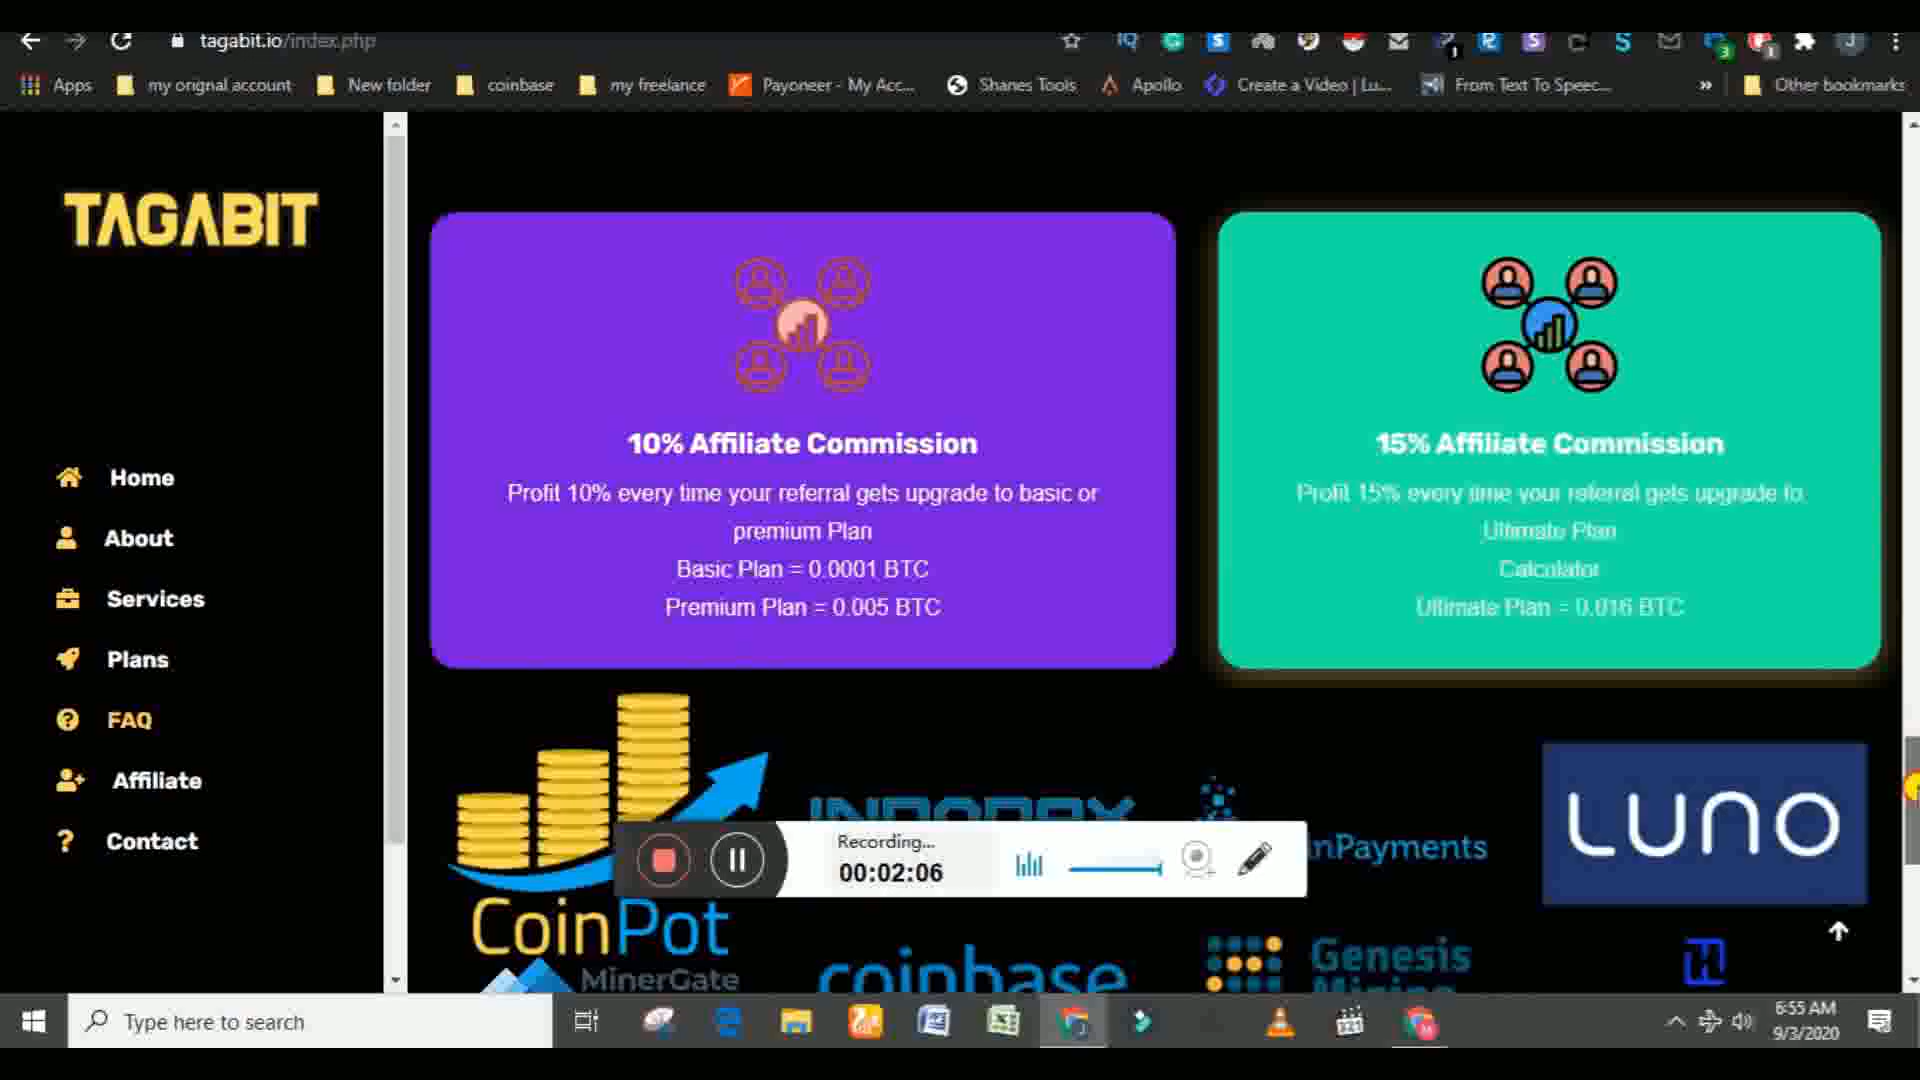 tagabit.io/index.php
Apps
my orignal account
New folder
coinbase
my freelance
Payoneer - My Acc...
Shanes Tools
Apollo
Create a Video | Lu...
From Text To Speec...
»
Other bookmarks
TAGABIT
Home
About
Services
Plans
FAQ
Affiliate
Contact
10% Affiliate Commission
Profit 10% every time your referral gets upgrade to basic or
premium Plan
Basic Plan = 0.0001 BTC
Premium Plan = 0.005 BTC
15% Affiliate Commission
Profit 15% every time your referral gets upgrade to
Ultimate Plan
Calculator
Ultimate Plan = 0.016 BTC
CoinPot
INDODAX
inPayments
LUNO
Recording...
00:02:06
MinerGate
coinbase
Genesis
Mining
Type here to search
6:55 AM
9/3/2020